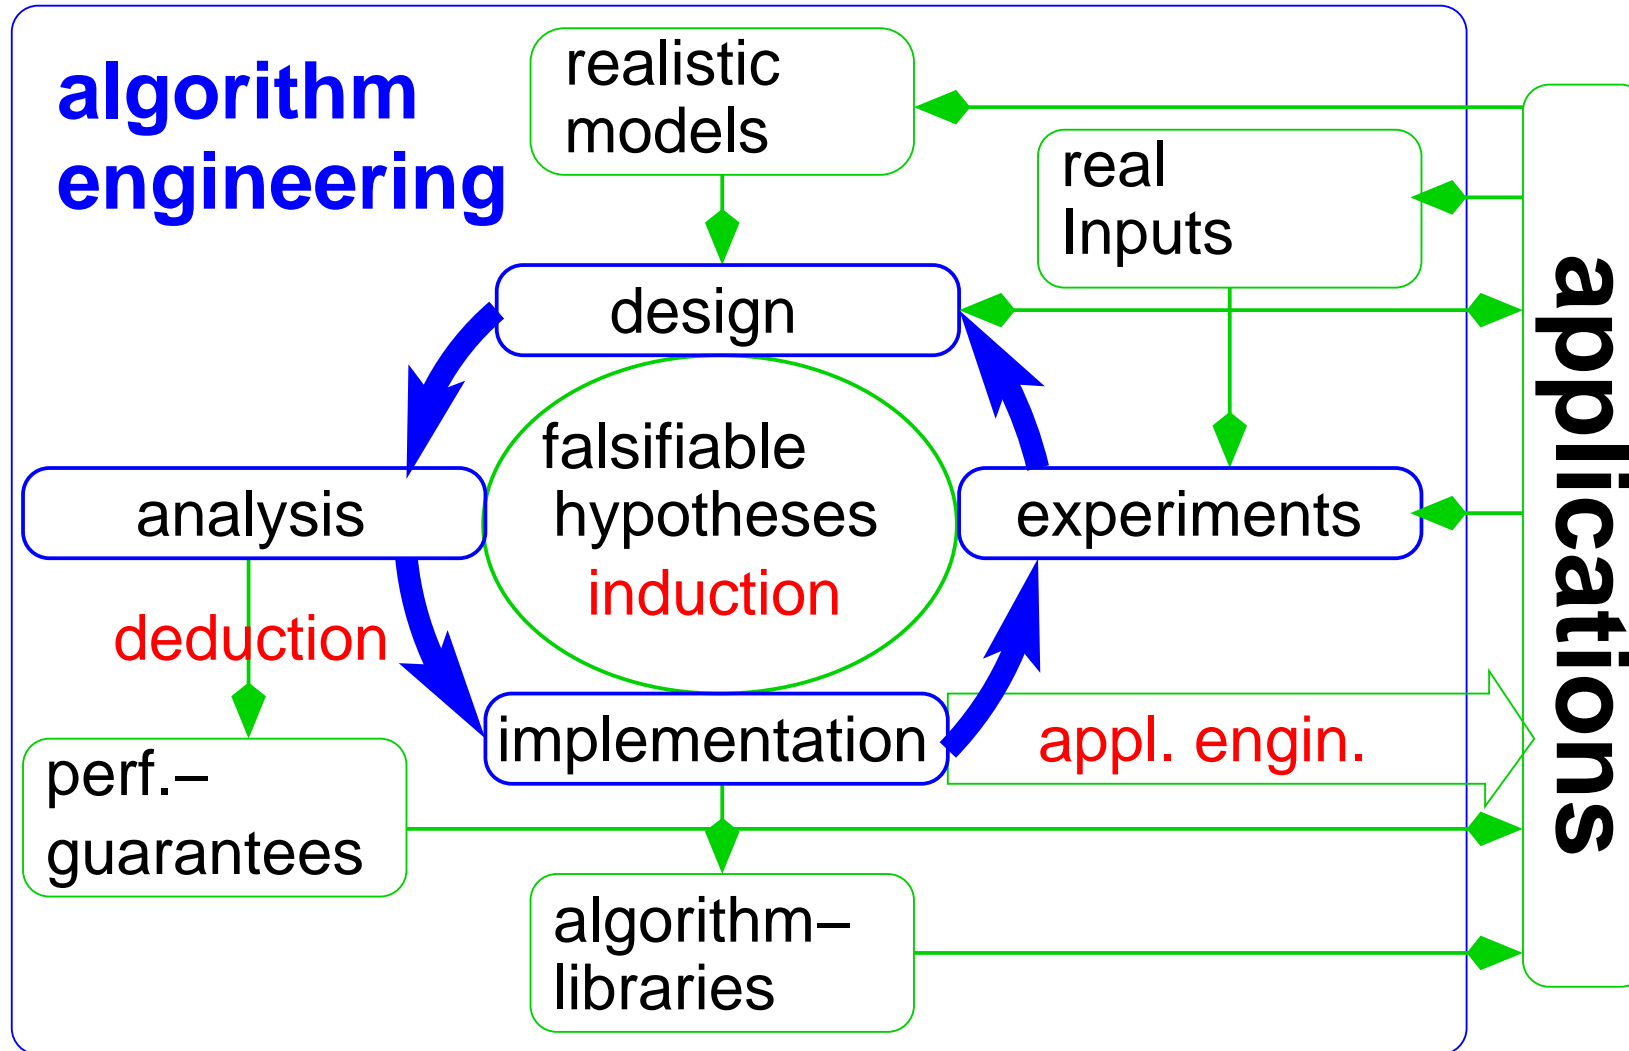 algorithm
engineering
realistic
models
real
Inputs
design
falsifiable
hypotheses
induction
analysis
experiments
deduction
implementation
appl. engin.
perf.–
guarantees
algorithm–
libraries
applications